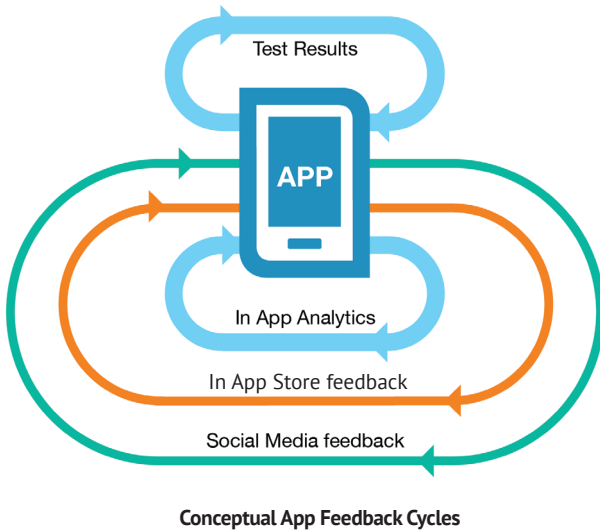 Test Results
APP
In App Analytics
In App Store feedback
Social Media feedback
Conceptual App Feedback Cycles